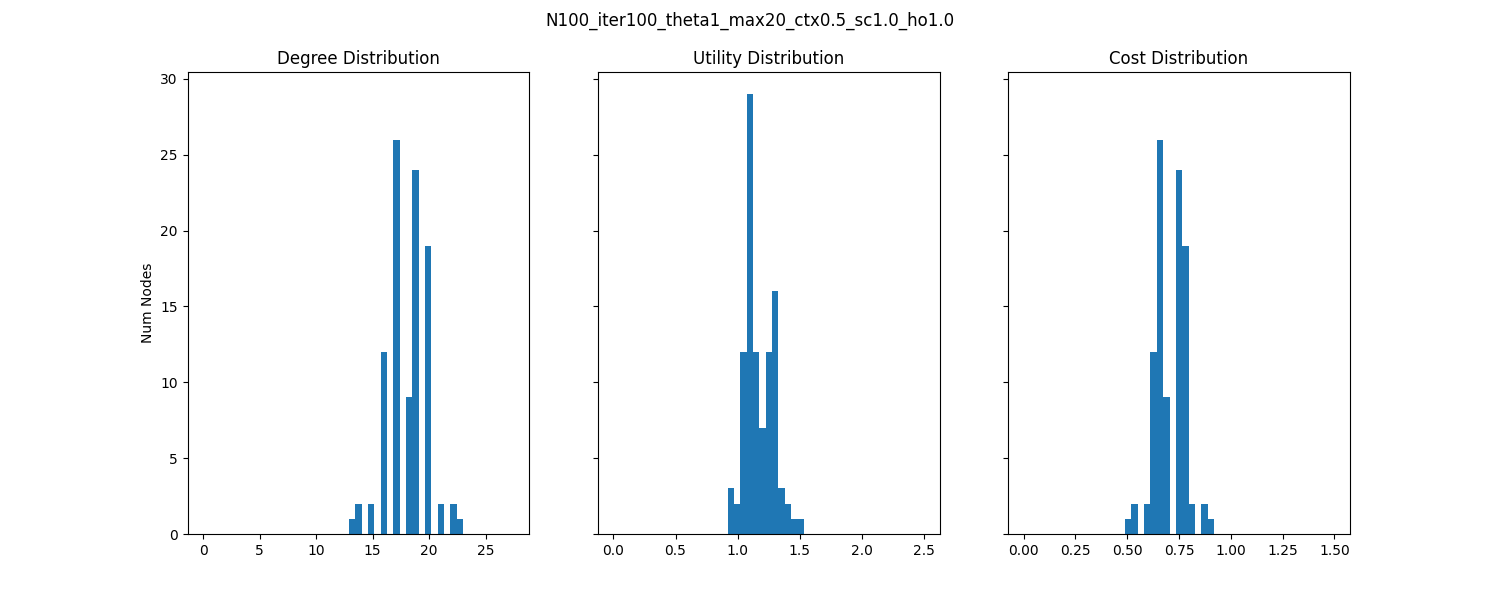 N100_iter100_theta1_max20_ctx0.5_sc1.0_ho1.0
Degree Distribution
Utility Distribution
Cost Distribution
Num Nodes
30
25
20
15
10
5
0
0 5 10 15 20 25
0.0 0.5 1.0 1.5 2.0 2.5
0.00 0.25 0.50 0.75 1.00 1.25 1.50